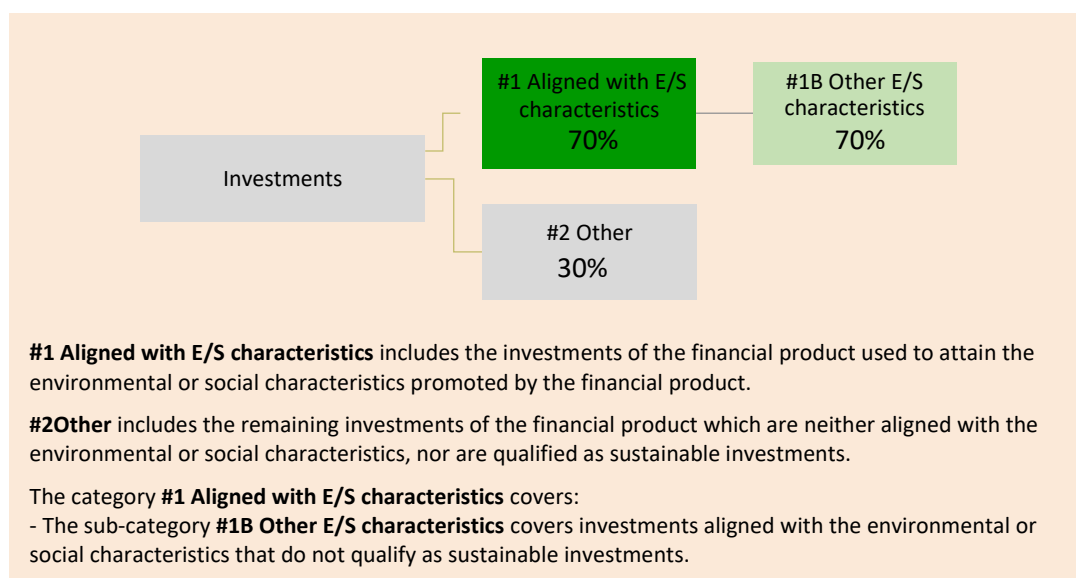 #1 Aligned with E/S
characteristics
70%
#1B Other E/S
characteristics
70%
Investments
#2 Other
30%
#1 Aligned with E/S characteristics includes the investments of the financial product used to attain the
environmental or social characteristics promoted by the financial product.
#2Other includes the remaining investments of the financial product which are neither aligned with the
environmental or social characteristics, nor are qualified as sustainable investments.
The category #1 Aligned with E/S characteristics covers:
- The sub-category #1B Other E/S characteristics covers investments aligned with the environmental or
social characteristics that do not qualify as sustainable investments.